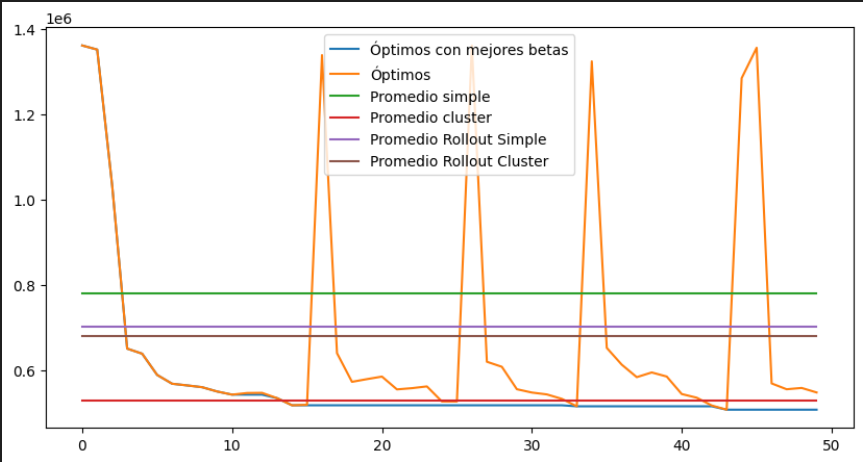 1e6
1.4
1.2
1.0
0.8
0.6
Óptimos con mejores betas
Óptimos
Promedio simple
Promedio cluster
Promedio Rollout Simple
Promedio Rollout Cluster
0 10 20 30 40 50